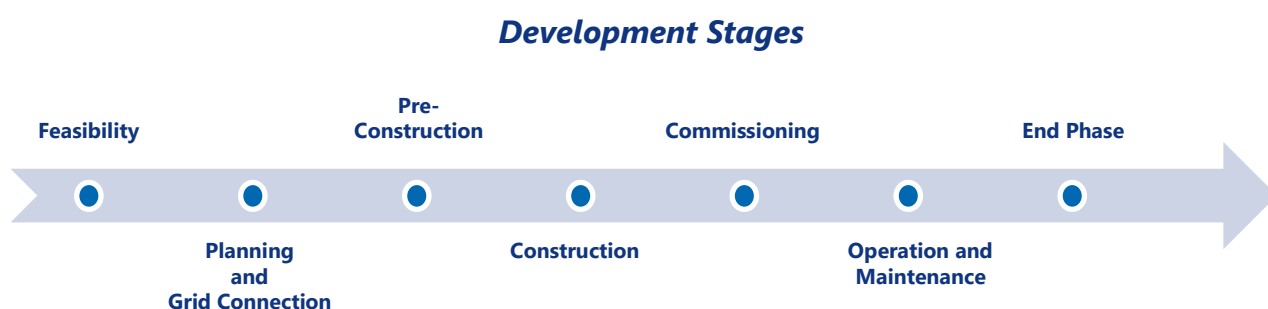 Development Stages
Feasibility
Planning
and
Grid Connection
Pre-
Construction
Construction
Commissioning
Operation and
Maintenance
End Phase